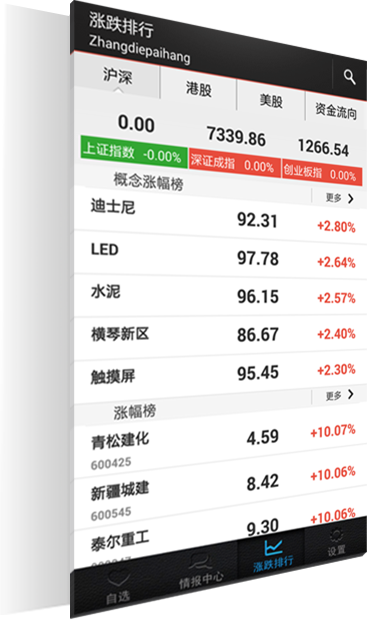 涨跌排行
Zhangdiepaihang
沪深 港股 美股 资金流向
0.00 7339.86 1266.54
上证指数 -0.00% 深证成指 0.00% 创业板指 0.00%
概念涨幅榜 更多
迪士尼 92.31 +2.80%
LED 97.78 +2.64%
水泥 96.15 +2.57%
横琴新区 86.67 +2.40%
触摸屏 95.45 +2.30%
涨幅榜 更多
青松建化 4.59 +10.07%
600425
新疆城建 8.42 +10.06%
600545
泰尔重工 9.30 +10.06%
自选 情报中心 涨跌排行 设置